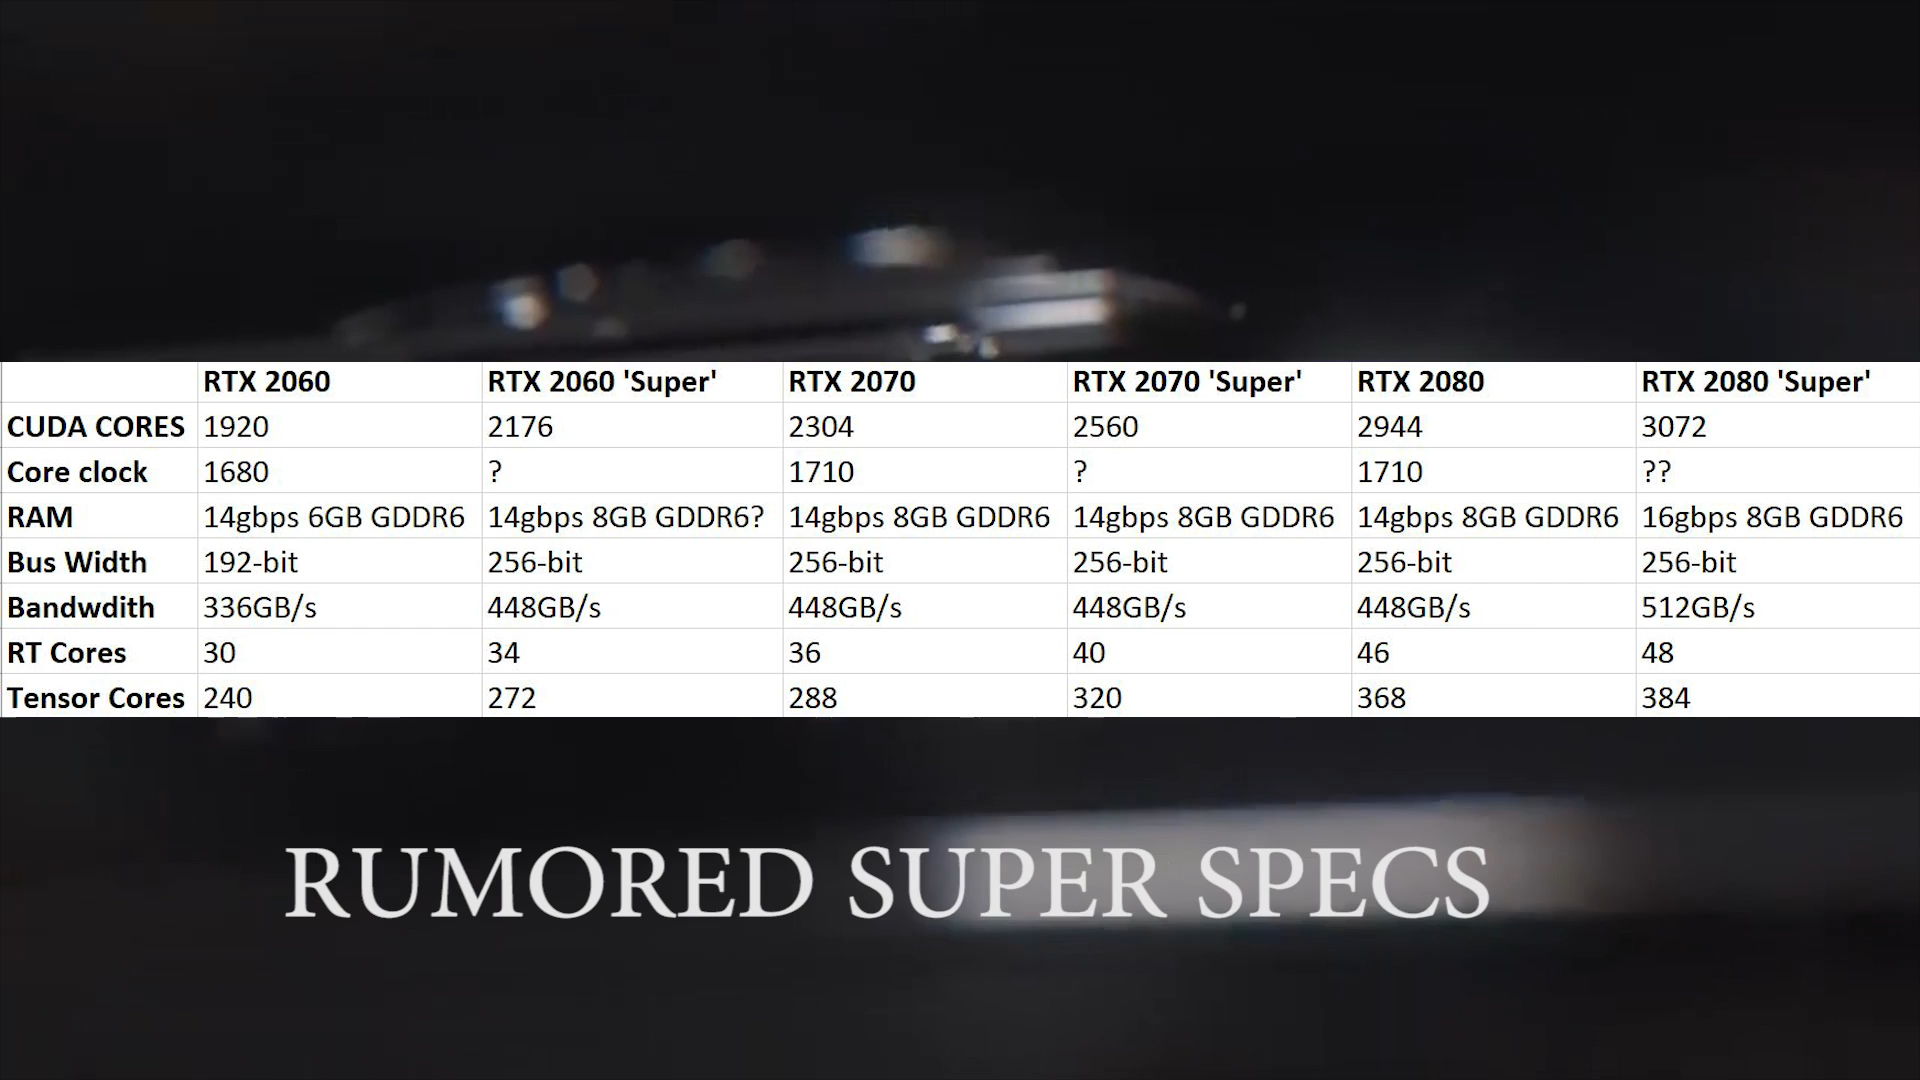 RTX 2060 RTX 2060 'Super' RTX 2070 RTX 2070 'Super' RTX 2080 RTX 2080 'Super'
CUDA CORES 1920 2176 2304 2560 2944 3072
Core clock 1680 ? 1710 ? 1710 ??
RAM 14gbps 6GB GDDR6 14gbps 8GB GDDR6? 14gbps 8GB GDDR6 14gbps 8GB GDDR6 14gbps 8GB GDDR6 16gbps 8GB GDDR6
Bus Width 192-bit 256-bit 256-bit 256-bit 256-bit 256-bit
Bandwdith 336GB/s 448GB/s 448GB/s 448GB/s 448GB/s 512GB/s
RT Cores 30 34 36 40 46 48
Tensor Cores 240 272 288 320 368 384
RUMORED SUPER SPECS